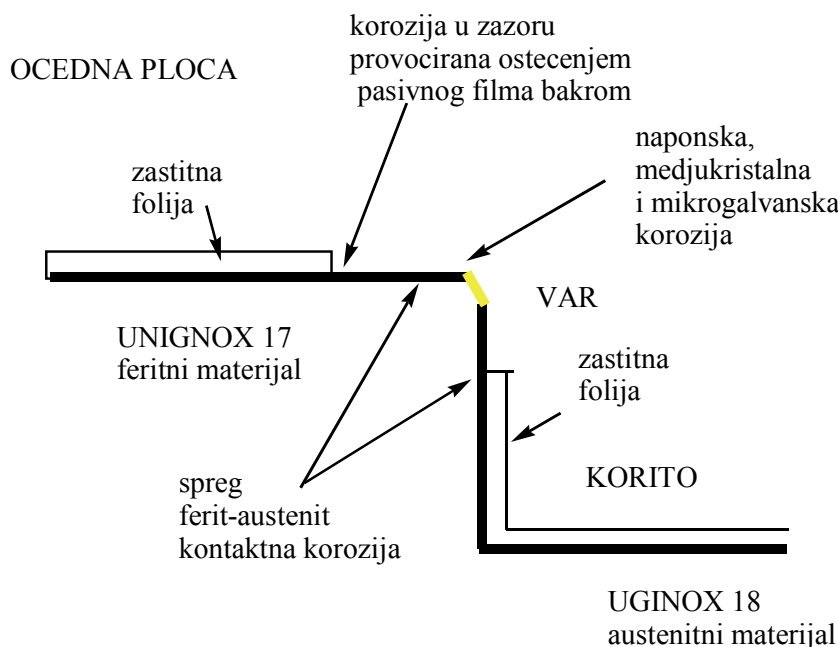 korozija u zazoru
provocirana ostecenjem
pasivnog filma bakrom
OCEDNA PLOCA
naponska,
medjukristalna
i mikrogalvanska
korozija
zastitna
folija
VAR
UNIGNOX 17
feritni materijal
zastitna
folija
KORITO
spreg
ferit-austenit
kontaktna korozija
UGINOX 18
austenitni materijal